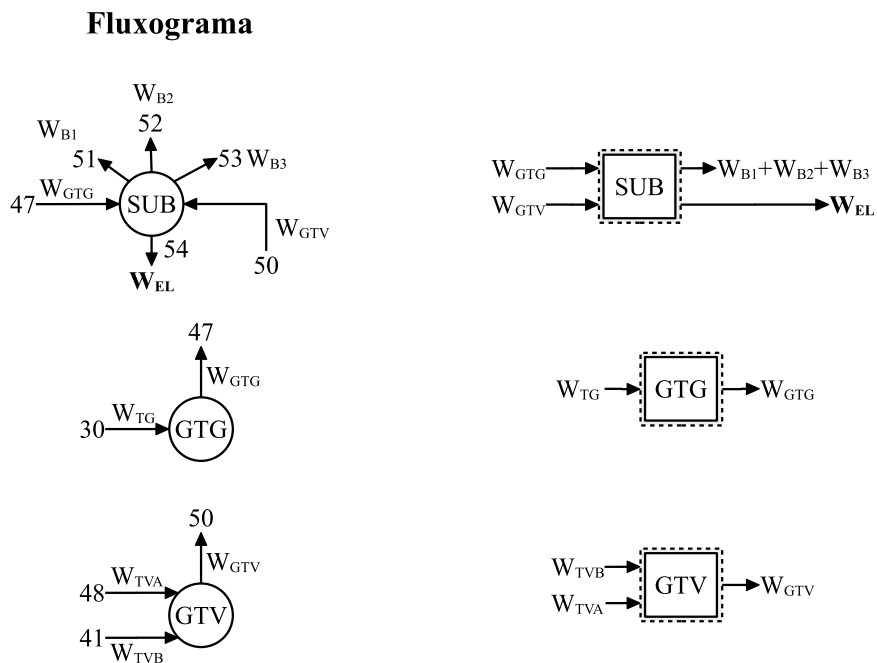 Fluxograma
W_B2
52
W_B1
51
53 W_B3
W_GTG
47
SUB
W_GTV
54
50
W_EL
W_GTG
W_GTV
SUB
W_B1+W_B2+W_B3
W_EL
47
W_GTG
W_TG
30
GTG
W_TG
GTG
W_GTG
50
W_GTV
W_TVA
48
GTV
41
W_TVB
W_TVB
W_TVA
GTV
W_GTV